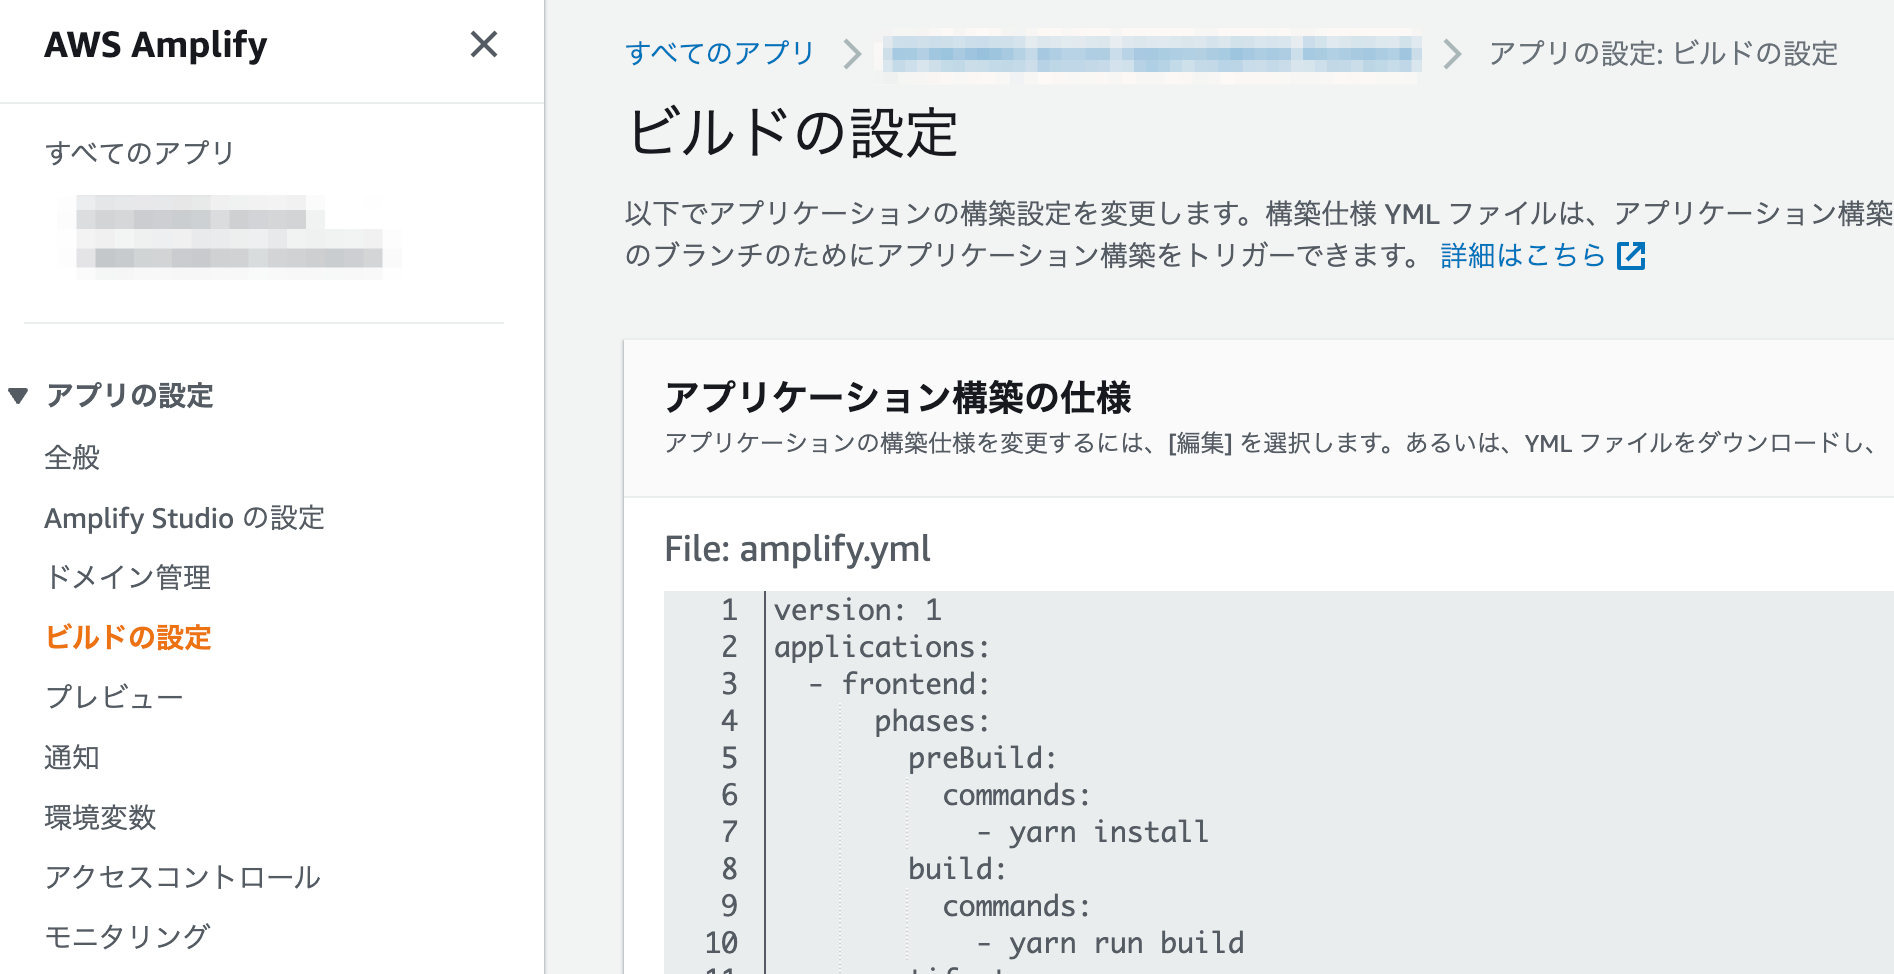 AWS Amplify
すべてのアプリ
アプリの設定
全般
Amplify Studio の設定
ドメイン管理
ビルドの設定
プレビュー
通知
環境変数
アクセスコントロール
モニタリング
すべてのアプリ
アプリの設定: ビルドの設定
ビルドの設定
以下でアプリケーションの構築設定を変更します。構築仕様 YML ファイルは、アプリケーション構築
のブランチのためにアプリケーション構築をトリガーできます。 詳細はこちら
アプリケーション構築の仕様
アプリケーションの構築仕様を変更するには、[編集] を選択します。あるいは、YML ファイルをダウンロードし、
File: amplify.yml
1 version: 1
2 applications:
3 - frontend:
4 phases:
5 preBuild:
6 commands:
7 - yarn install
8 build:
9 commands:
10 - yarn run build